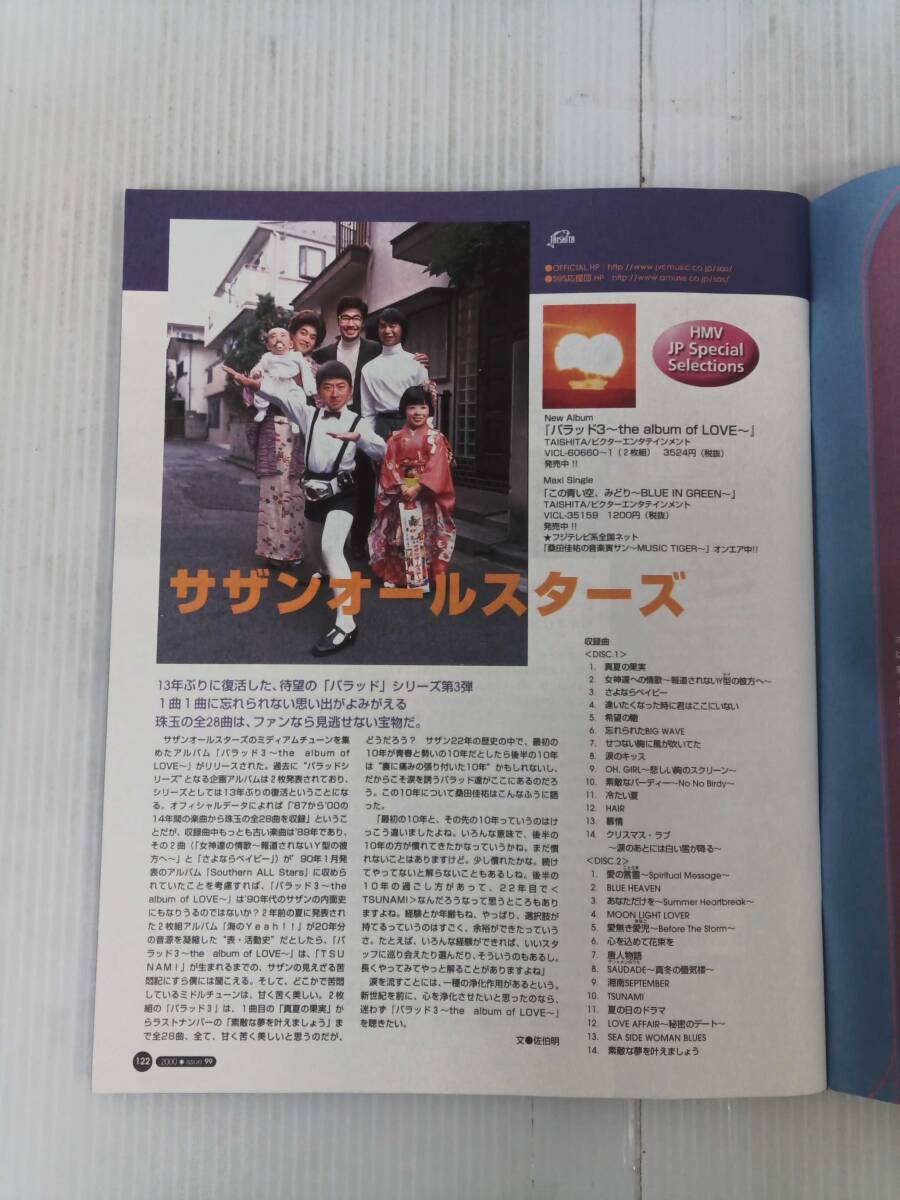 TAISHITA
●OFFICIAL HP http://www.jvcmusic.co.jp/sas/
●SAS応援団 HP http://www.amuse.co.jp/sas/
HMV
JP Special
Selections
New Album
『バラッド3～the album of LOVE～』
TAISHITA/ビクターエンタテインメント
VICL-60660～1（2枚組） 3524円（税抜）
発売中 !!
Maxi Single
「この青い空、みどり～BLUE IN GREEN～」
TAISHITA/ビクターエンタテインメント
VICL-35159 1200円（税抜）
発売中 !!
★フジテレビ系全国ネット
「桑田佳祐の音楽寅サン～MUSIC TIGER～」オンエア中!!
サザンオールスターズ
13年ぶりに復活した、待望の「バラッド」シリーズ第3弾
1曲1曲に忘れられない思い出がよみがえる
珠玉の全28曲は、ファンなら見逃せない宝物だ。
サザンオールスターズのミディアムチューンを集
めたアルバム「バラッド3～the album of
LOVE～」がリリースされた。過去に"バラッドシ
リーズ"となる企画アルバムは2枚発表されており、
シリーズとしては13年ぶりの復活ということにな
る。オフィシャルデータによれば「'87から'00の
14年間の楽曲から珠玉の全28曲を収録」というこ
とだが、収録曲中もっとも古い楽曲は'89年であり、
その2曲（「女神達の情歌～報道されないY型の彼
方へ～」と「さよならベイビー」）が'90年1月発
表のアルバム「Southern ALL Stars」に収めら
れていたことを考慮すれば、「バラッド3～the
album of LOVE～」は'90年代のサザンの内面史
にもなりうるのではないか？2年前の夏に発表され
た2枚組アルバム「海のYeah!!」が20年分
の音源を凝縮した"表・活動史"だとしたら、「バ
ラッド3～the album of LOVE～」は、「TSU
NAMI」が生まれるまでの、サザンの見えざる苦
悶記にすら僕には聞こえる。そして、どこかで苦悶
しているミドルチューンは、甘く苦く美しい。2枚
組の「バラッド3」は、1曲目の「真夏の果実」か
らラストナンバーの「素敵な夢を叶えましょう」ま
で全28曲、全て、甘く苦く美しいと思うのだが、
どうだろう？ サザン22年の歴史の中で、最初の
10年が青春と勢いの10年だとしたら後半の10年
は"裏に痛みの張り付いた10年"かもしれないし、
だからこそ涙を誘うバラッド達がここにあるのだろ
う。この10年について桑田佳祐はこんなふうに語
った。
「最初の10年と、その先の10年っていうのはけ
っこう違いましたよね。いろんな意味で、後半の
10年の方が慣れてきたかなっていうかね。まだ慣
れないことはありますけど。少し慣れたかな。続け
てやってないと解らないこともあるしね。後半の
10年の過ごし方があって、22年目で＜
TSUNAMI＞なんだろうなって思うところもあり
ますよね。経験とか年齢もね、やっぱり、選択肢が
持てるっていうのはすごく、余裕ができたっていう
さ。たとえば、いろんな経験ができれば、いいスタ
ッフに巡り会えたり選んだり、そういうのもあるし。
長くやってみてやっと解ることがありますよね」
涙を流すことには、一種の浄化作用があるという。
新世紀を前に、心を浄化させたいと思ったのなら、
迷わず「バラッド3～the album of LOVE～」
を聴きたい。
文●佐伯明
収録曲
＜DISC.1＞
1. 真夏の果実
2. 女神達への情歌～報道されないY型の彼方へ～
3. さよならベイビー
4. 逢いたくなった時に君はここにいない
5. 希望の轍
6. 忘れられたBIG WAVE
7. せつない胸に風が吹いてた
8. 涙のキッス
9. OH, GIRL～悲しい胸のスクリーン～
10. 素敵なバーディー～No No Birdy～
11. 冷たい夏
12. HAIR
13. 慕情
14. クリスマス・ラブ
～涙のあとには白い雪が降る～
＜DISC.2＞
1. 愛の言霊～Spiritual Message～
2. BLUE HEAVEN
3. あなただけを～Summer Heartbreak～
4. MOON LIGHT LOVER
5. 愛無き愛児～Before The Storm～
6. 心を込めて花束を
7. 唐人物語
8. SAUDADE～真冬の蜃気楼～
9. 湘南SEPTEMBER
10. TSUNAMI
11. 夏の日のドラマ
12. LOVE AFFAIR～秘密のデート～
13. SEA SIDE WOMAN BLUES
14. 素敵な夢を叶えましょう
122 2000 ● issue 99